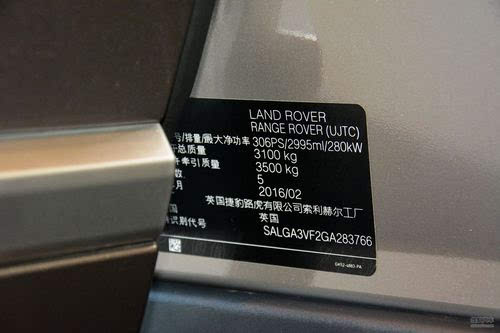 LAND ROVER
RANGE ROVER (UJTC)
号/排量/最大净功率 306PS/2995ml/280kW
总质量 3100 kg
牵引质量 3500 kg
数 5
月 2016/02
英国捷豹路虎有限公司索利赫尔工厂
国 英国
识别代号 SALGA3VF2GA283766